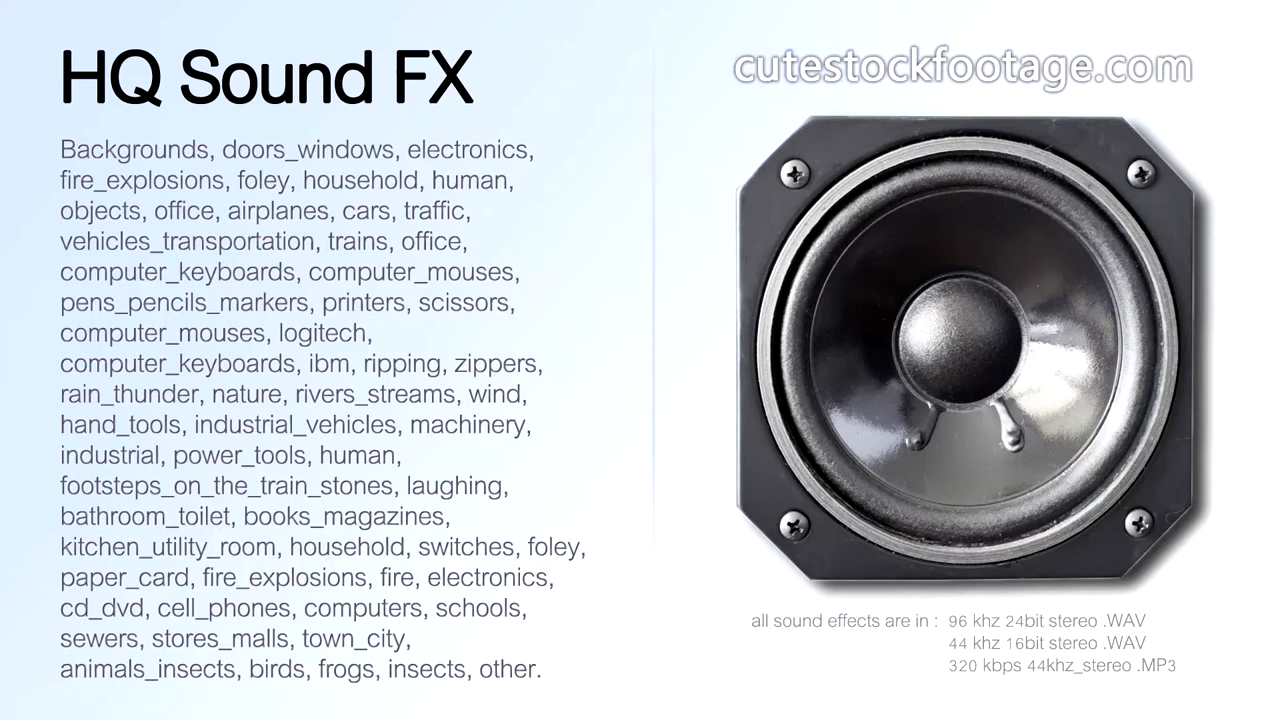 HQ Sound FX
Backgrounds, doors_windows, electronics,
fire_explosions, foley, household, human,
objects, office, airplanes, cars, traffic,
vehicles_transportation, trains, office,
computer_keyboards, computer_mouses,
pens_pencils_markers, printers, scissors,
computer_mouses, logitech,
computer_keyboards, ibm, ripping, zippers,
rain_thunder, nature, rivers_streams, wind,
hand_tools, industrial_vehicles, machinery,
industrial, power_tools, human,
footsteps_on_the_train_stones, laughing,
bathroom_toilet, books_magazines,
kitchen_utility_room, household, switches, foley,
paper_card, fire_explosions, fire, electronics,
cd_dvd, cell_phones, computers, schools,
sewers, stores_malls, town_city,
animals_insects, birds, frogs, insects, other.
cutestockfootage.com
all sound effects are in : 96 khz 24bit stereo .WAV
44 khz 16bit stereo .WAV
320 kbps 44khz_stereo .MP3